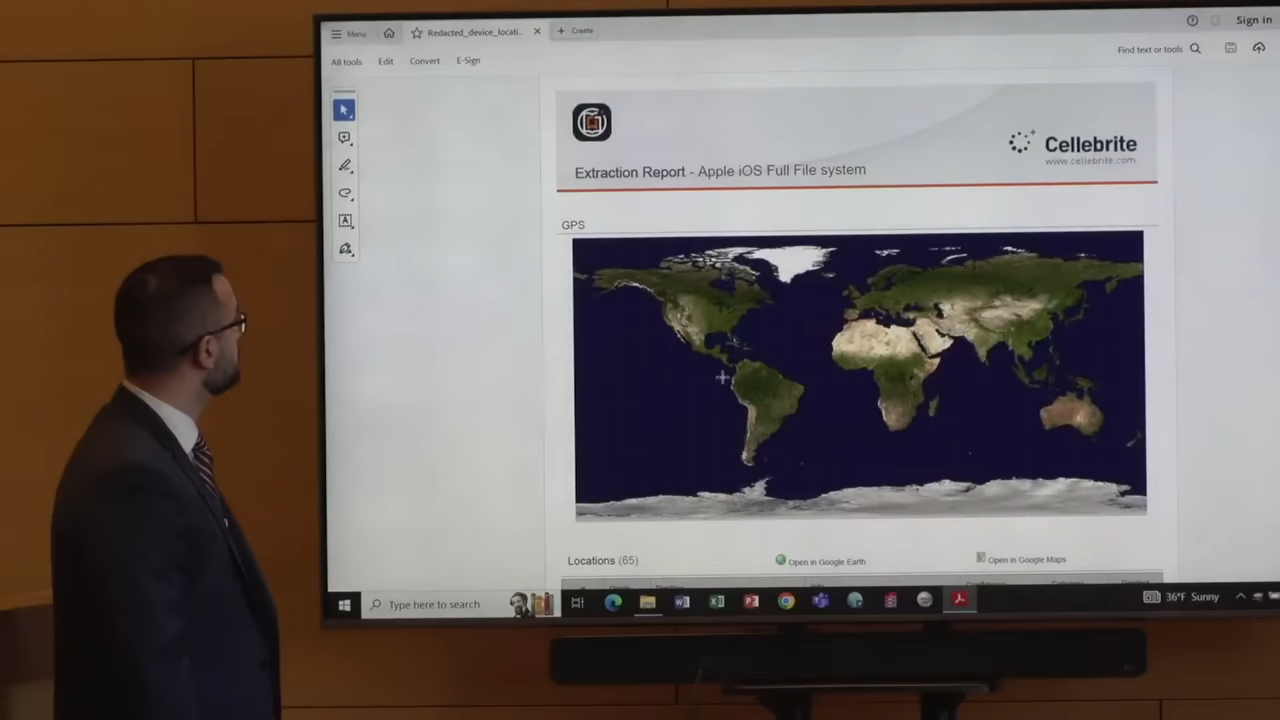 Menu
Redacted_device_locati..
Create
Sign in
All tools Edit Convert E-Sign
Find text or tools
Cellebrite
www.cellebrite.com
Extraction Report - Apple iOS Full File system
GPS
Locations (65)
Open in Google Earth
Open in Google Maps
Type here to search
36°F Sunny